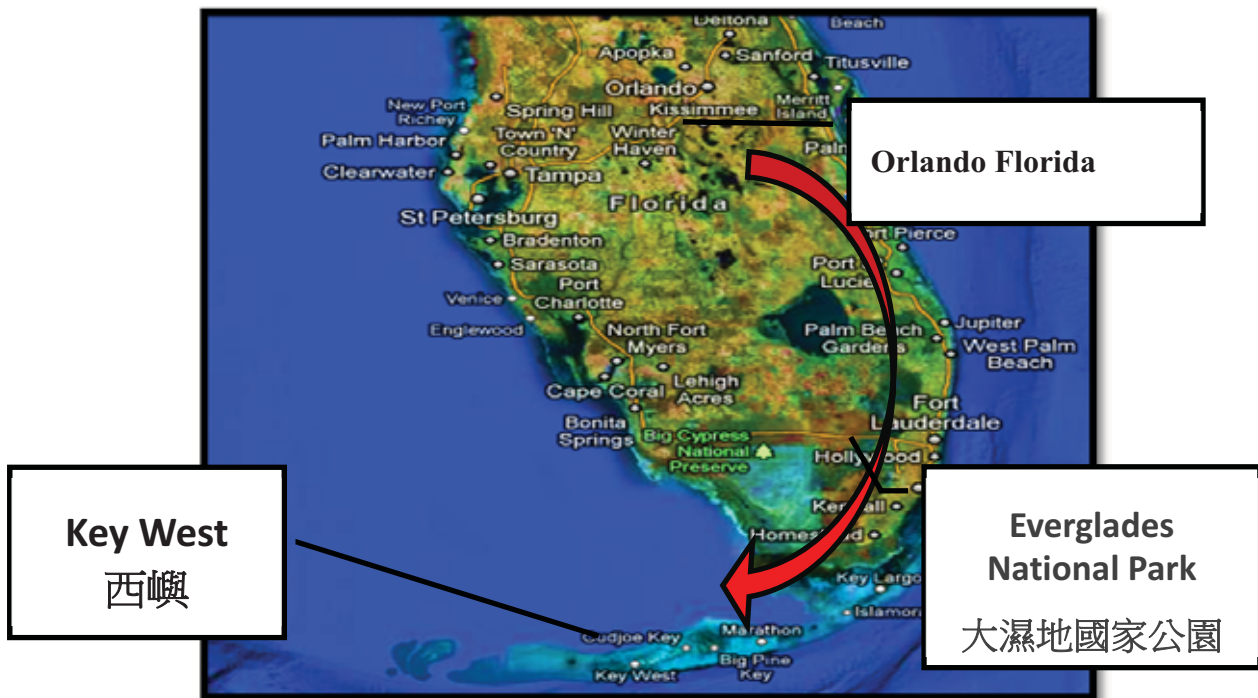 Deltona
Beach
Apopka
Sanford
Titusville
Orlando
New Port
Richey
Spring Hill
Kissimmee
Merritt
Island
Palm Harbor
Town 'N'
Country
Winter
Haven
Palm
Clearwater
Tampa
Orlando Florida
Florida
St Petersburg
Bradenton
ort Pierce
Sarasota
Port
Lucie
Venice
Port
Charlotte
Englewood
North Fort
Myers
Palm Beach
Gardens
Jupiter
West Palm
Beach
Cape Coral
Lehigh
Acres
Bonita
Springs
Fort
Lauderdale
Big Cypress
National
Preserve
Hollywood
Homestead
Key West
西嶼
Everglades
National Park
大濕地國家公園
Key Largo
Islamora
Cudjoe Key
Marathon
Key West
Big Pine
Key